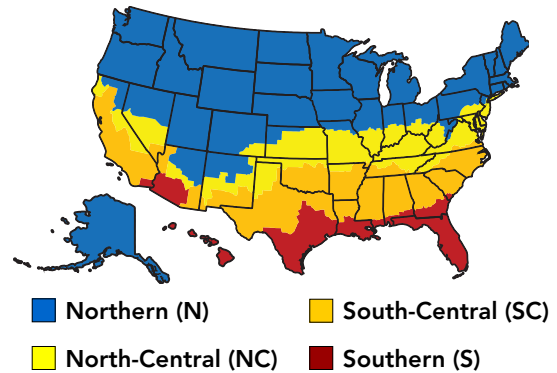 Northern (N)
South-Central (SC)
North-Central (NC)
Southern (S)